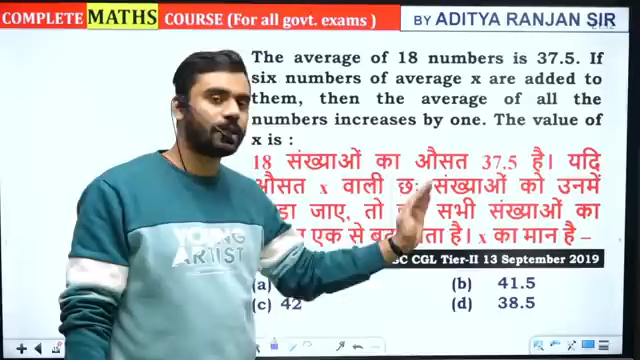 COMPLETE MATHS COURSE (For all govt. exams ) BY ADITYA RANJAN SIR
The average of 18 numbers is 37.5. If
six numbers of average x are added to
them, then the average of all the
numbers increases by one. The value of
x is :
18 संख्याओं का औसत 37.5 है। यदि
औसत x वाली छः संख्याओं को उनमें
जाए, तो सभी संख्याओं का
एक से है। x का मान है –
CGL Tier-II 13 September 2019
(a) (b) 41.5
(c) 42 (d) 38.5
YOUNG
ARTIST